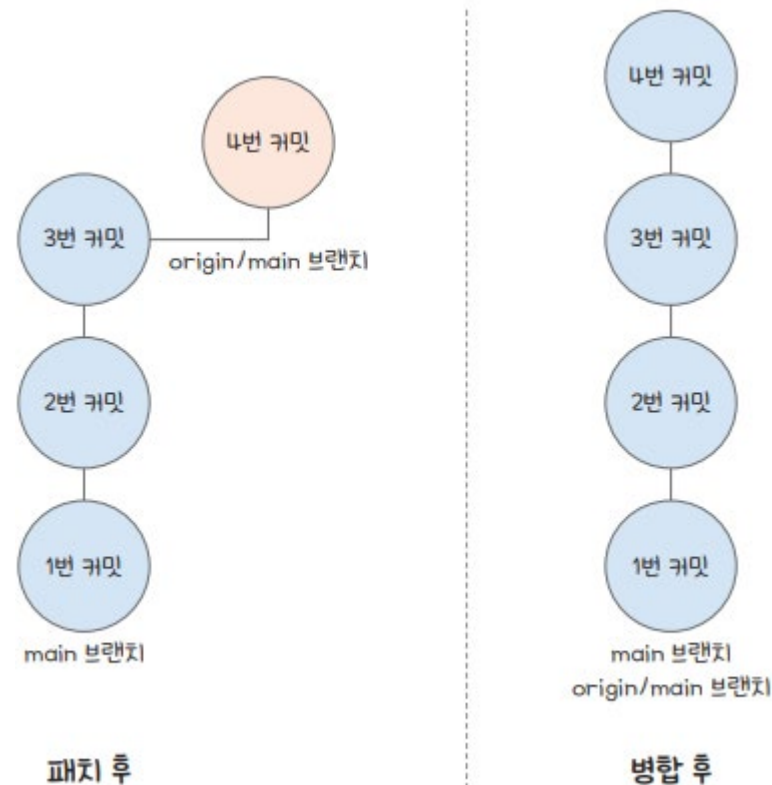 4번 커밋
3번 커밋
origin/main 브랜치
2번 커밋
1번 커밋
main 브랜치
패치 후
4번 커밋
3번 커밋
2번 커밋
1번 커밋
main 브랜치
origin/main 브랜치
병합 후